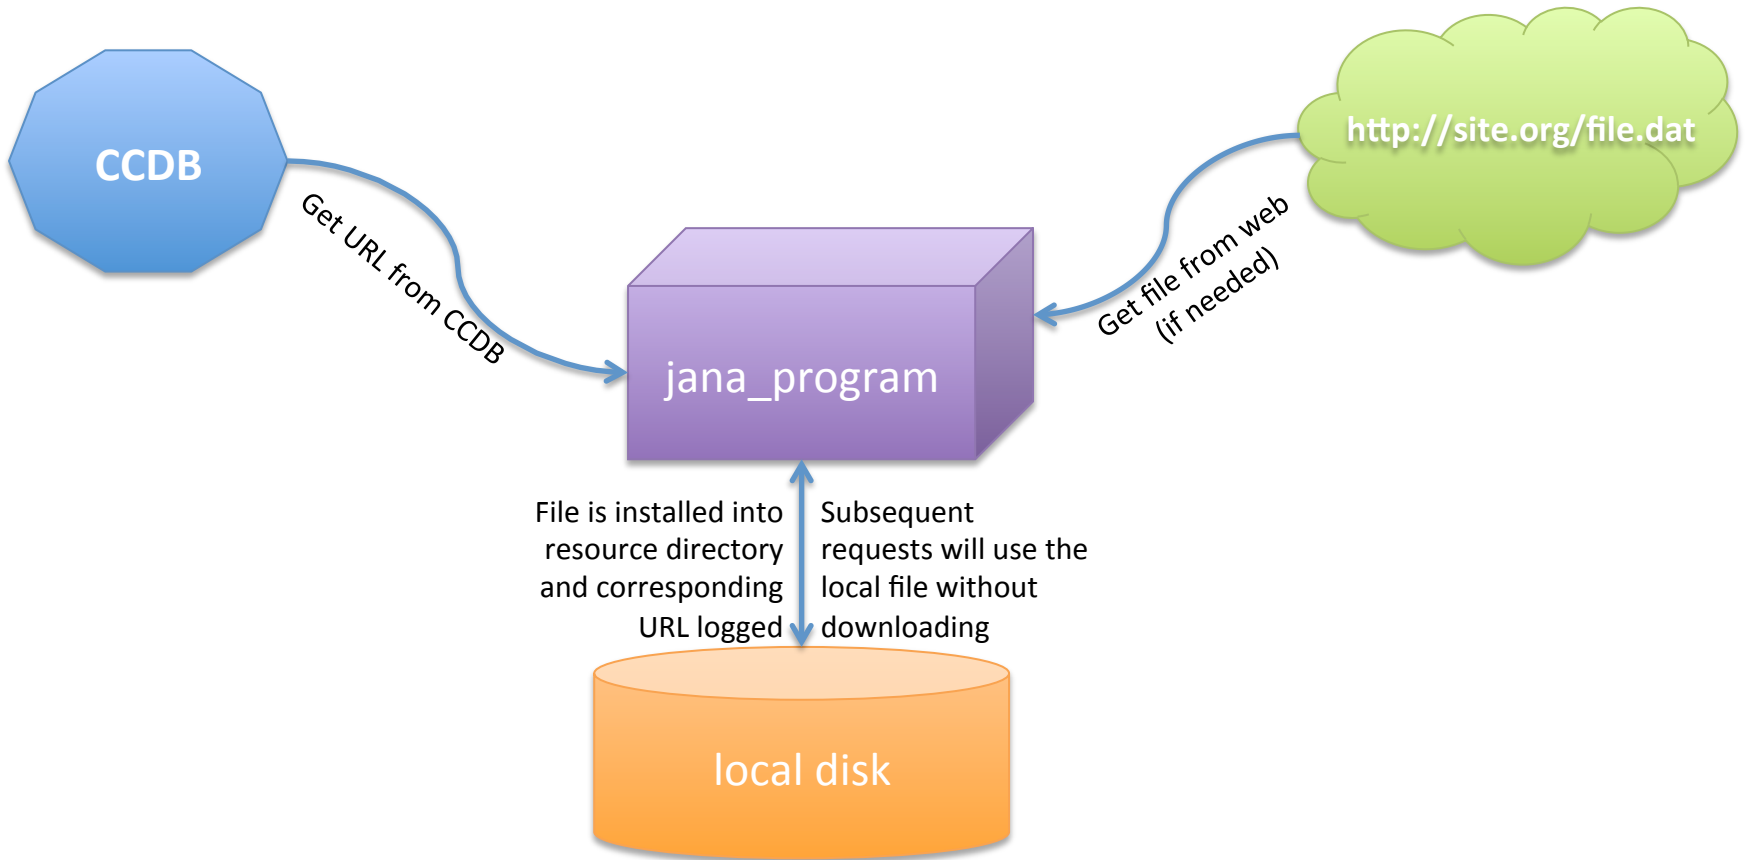 CCDB
http://site.org/file.dat
Get URL from CCDB
Get file from web
(if needed)
jana_program
File is installed into
resource directory
and corresponding
URL logged
Subsequent
requests will use the
local file without
downloading
local disk